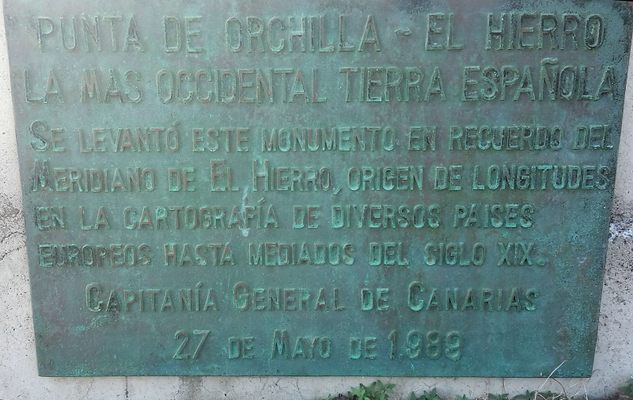 PUNTA DE ORCHILLA - EL HIERRO
LA MAS OCCIDENTAL TIERRA ESPAÑOLA
SE LEVANTÓ ESTE MONUMENTO EN RECUERDO DEL
MERIDIANO DE EL HIERRO, ORIGEN DE LONGITUDES
EN LA CARTOGRAFÍA DE DIVERSOS PAISES
EUROPEOS HASTA MEDIADOS DEL SIGLO XIX.
CAPITANÍA GENERAL DE CANARIAS
27 DE MAYO DE 1.989